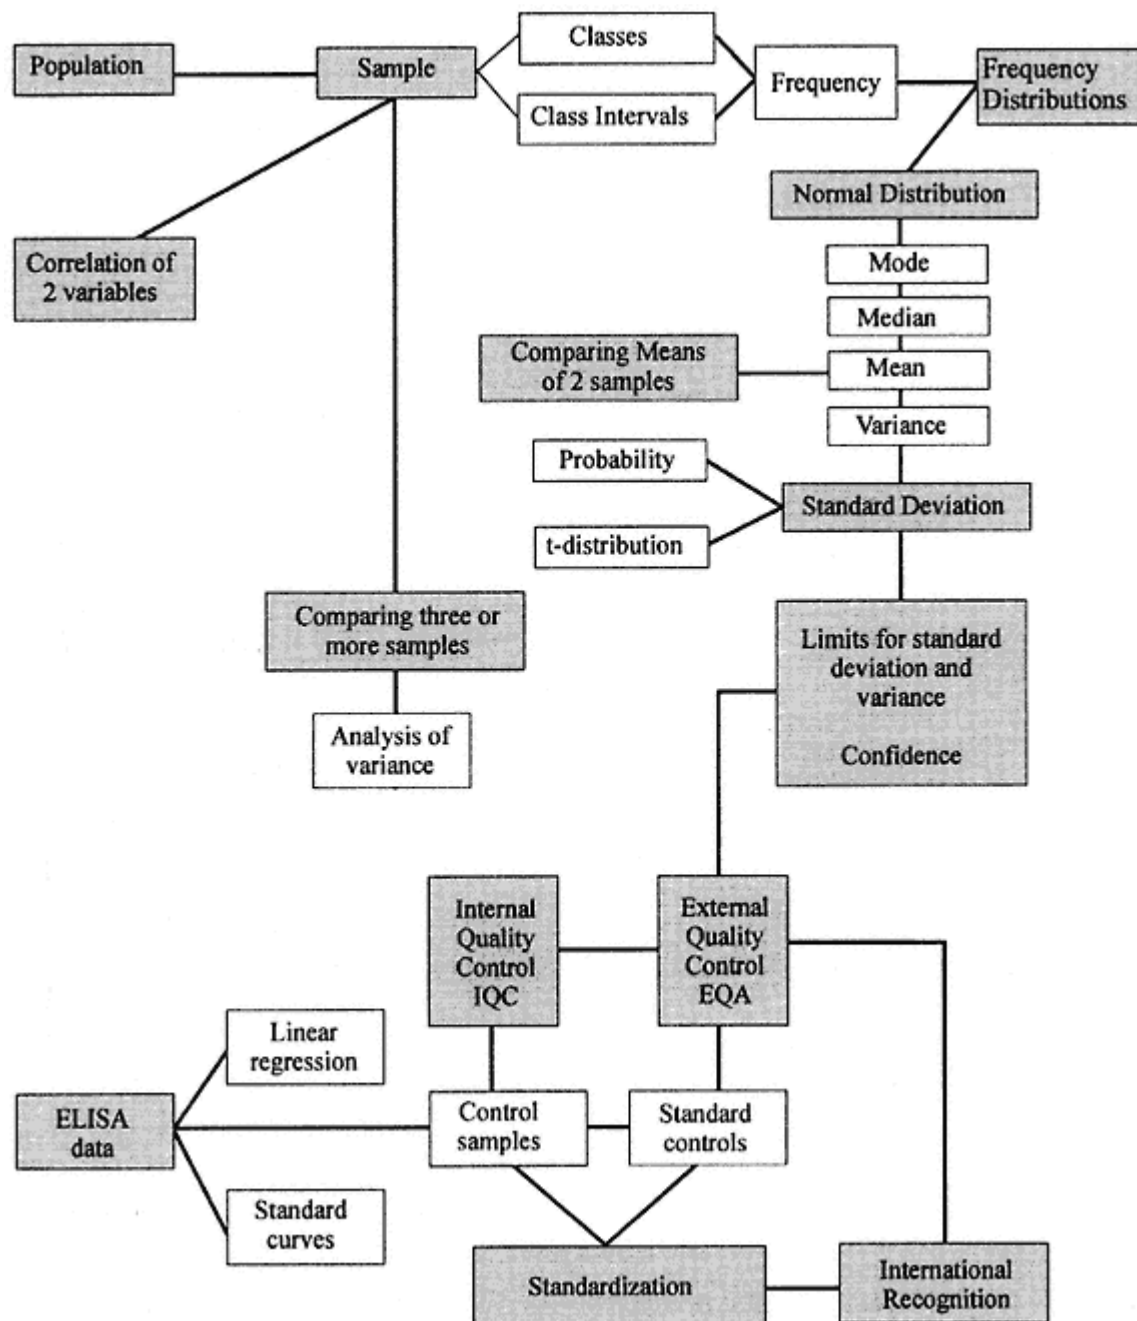 Population
Sample
Classes
Class Intervals
Frequency
Frequency
Distributions
Normal Distribution
Correlation of
2 variables
Mode
Median
Comparing Means
of 2 samples
Mean
Variance
Probability
Standard Deviation
t-distribution
Comparing three or
more samples
Limits for standard
deviation and
variance
Confidence
Analysis of
variance
Internal
Quality
Control
IQC
External
Quality
Control
EQA
Linear
regression
ELISA
data
Control
samples
Standard
controls
Standard
curves
Standardization
International
Recognition